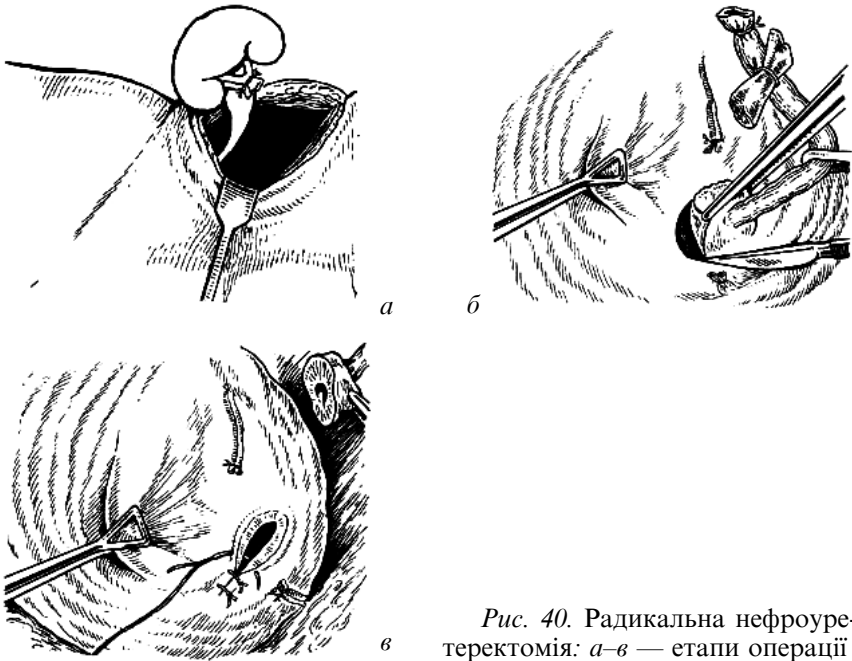 а
б
в
Рис. 40. Радикальна нефроуре-
теректомія: а–в — етапи операції